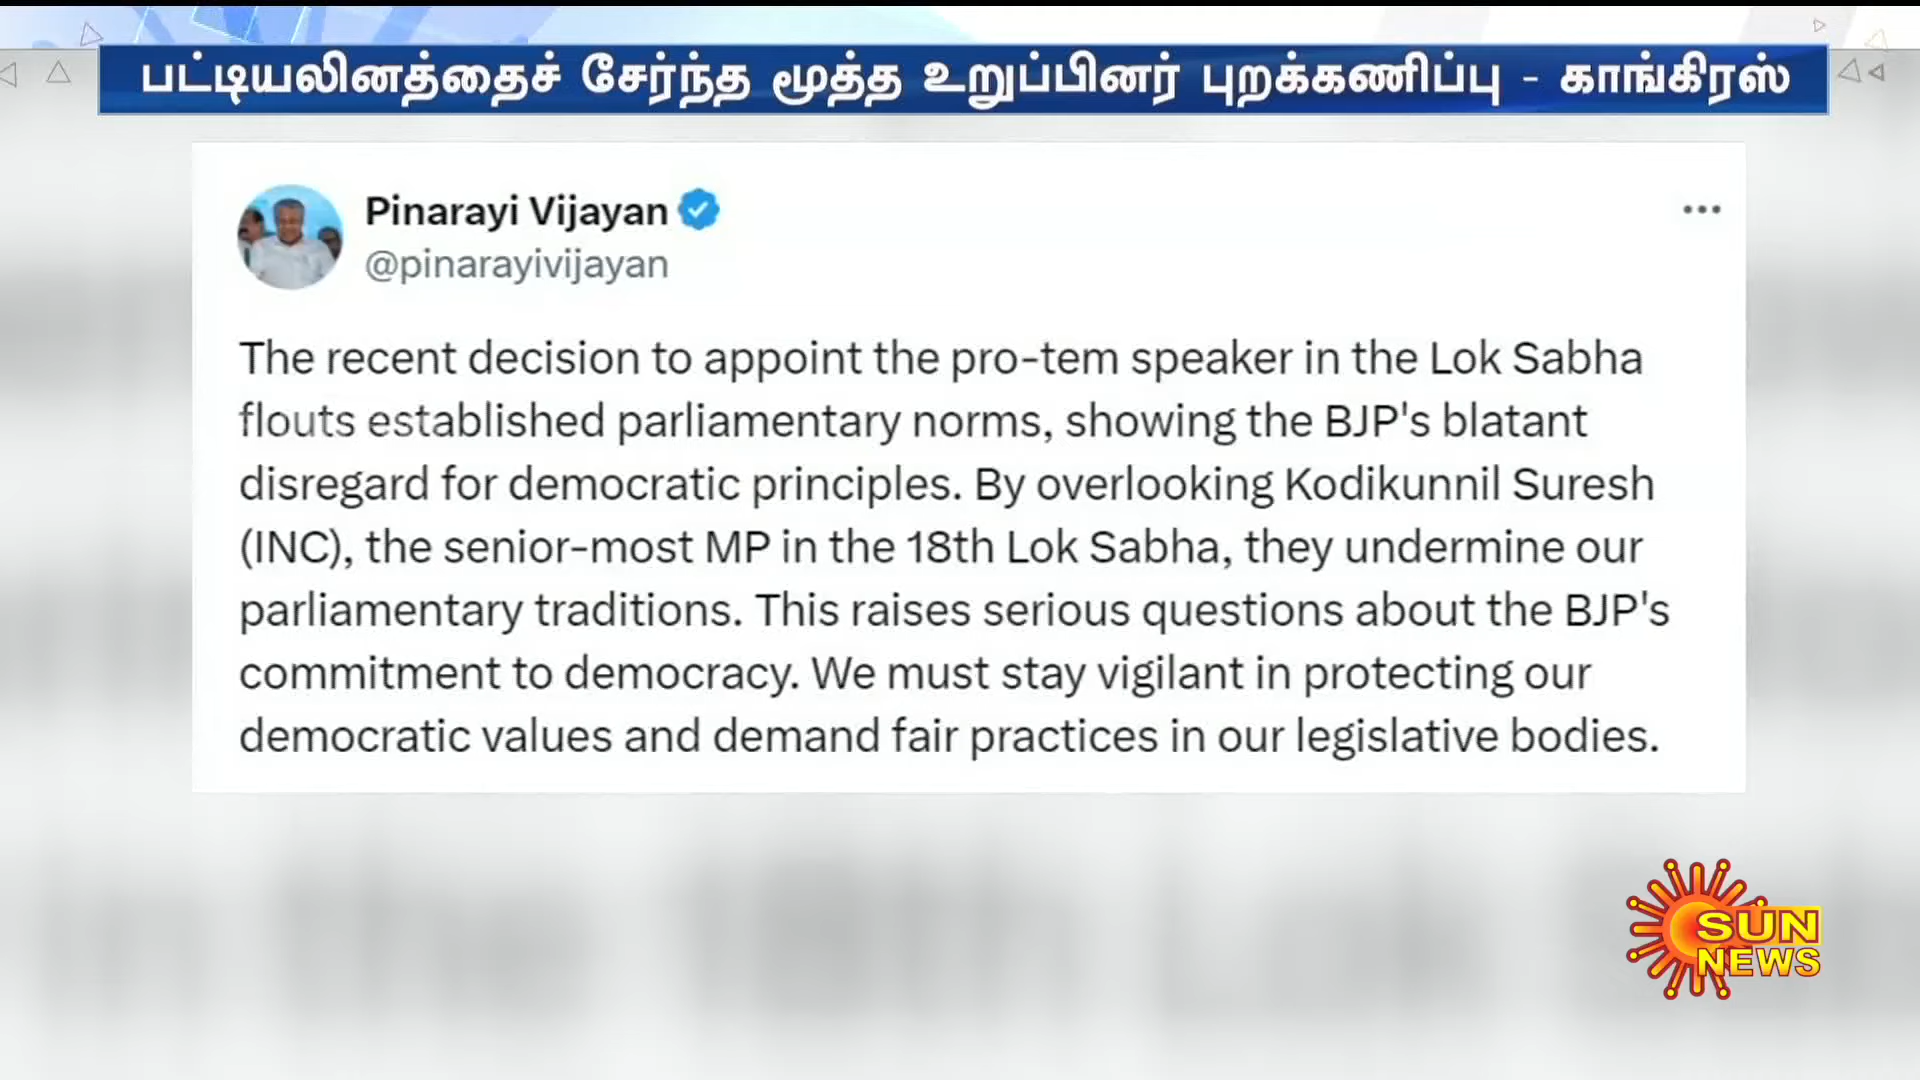 பட்டியலினத்தைச் சேர்ந்த மூத்த உறுப்பினர் புறக்கணிப்பு - காங்கிரஸ்
Pinarayi Vijayan
@pinarayivijayan
The recent decision to appoint the pro-tem speaker in the Lok Sabha
flouts established parliamentary norms, showing the BJP's blatant
disregard for democratic principles. By overlooking Kodikunnil Suresh
(INC), the senior-most MP in the 18th Lok Sabha, they undermine our
parliamentary traditions. This raises serious questions about the BJP's
commitment to democracy. We must stay vigilant in protecting our
democratic values and demand fair practices in our legislative bodies.
SUN
NEWS